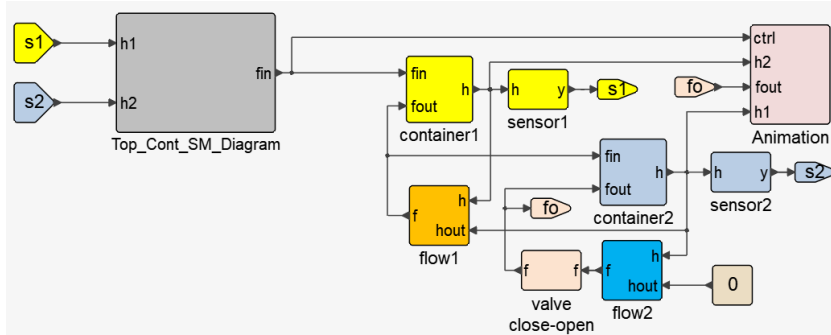 s1
h1
s2
h2
fin
Top_Cont_SM_Diagram
fin
fout
h
container1
h
y
sensor1
s1
ctrl
h2
fout
h1
Animation
fo
fin
fout
h
container2
h
y
sensor2
s2
f
h
hout
flow1
fo
f
f
valve
close-open
f
h
hout
flow2
0